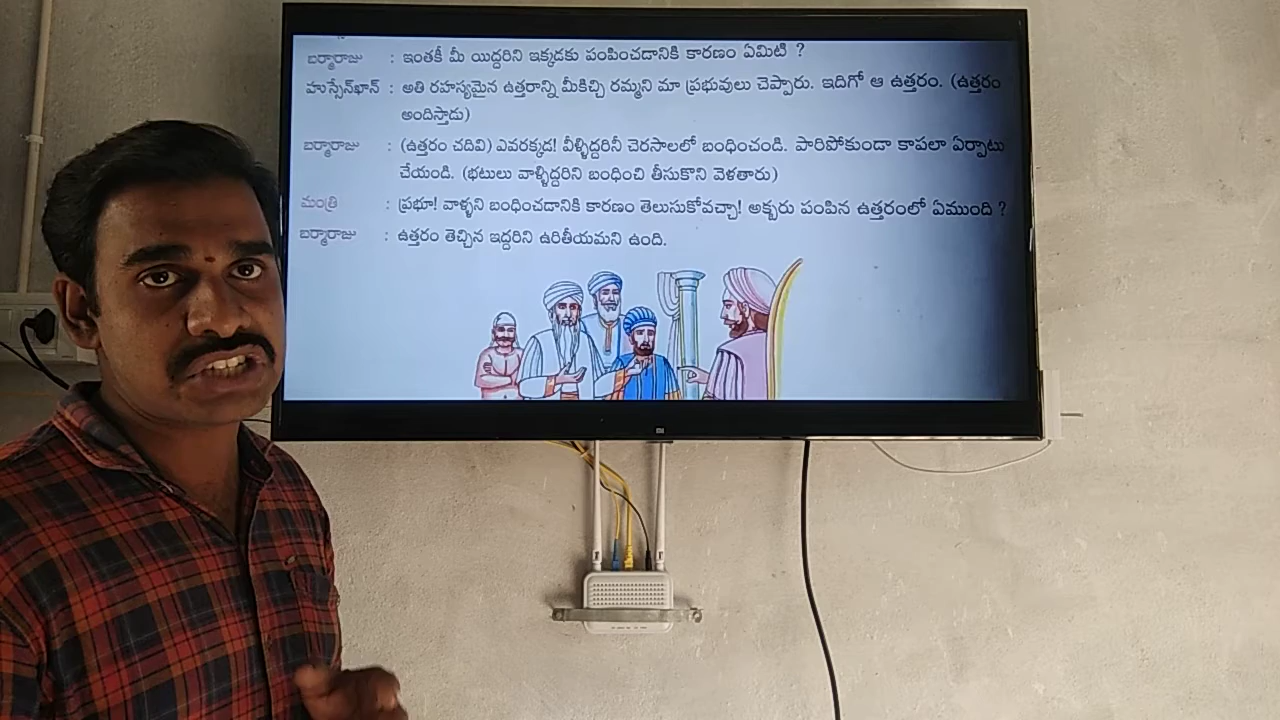 బర్మారాజు : ఇంతకీ మీ యిద్దరిని ఇక్కడకు పంపించడానికి కారణం ఏమిటి ?
హుస్సేన్‌ఖాన్ : అతి రహస్యమైన ఉత్తరాన్ని మీకిచ్చి రమ్మని మా ప్రభువులు చెప్పారు. ఇదిగో ఆ ఉత్తరం. (ఉత్తరం
అందిస్తాడు)
బర్మారాజు : (ఉత్తరం చదివి) ఎవరక్కడ! వీళ్ళిద్దరినీ చెరసాలలో బంధించండి. పారిపోకుండా కాపలా ఏర్పాటు
చేయండి. (భటులు వాళ్ళిద్దరిని బంధించి తీసుకొని వెళతారు)
మంత్రి : ప్రభూ! వాళ్ళని బంధించడానికి కారణం తెలుసుకోవచ్చా! అక్బరు పంపిన ఉత్తరంలో ఏముంది ?
బర్మారాజు : ఉత్తరం తెచ్చిన ఇద్దరిని ఉరితీయమని ఉంది.
mi